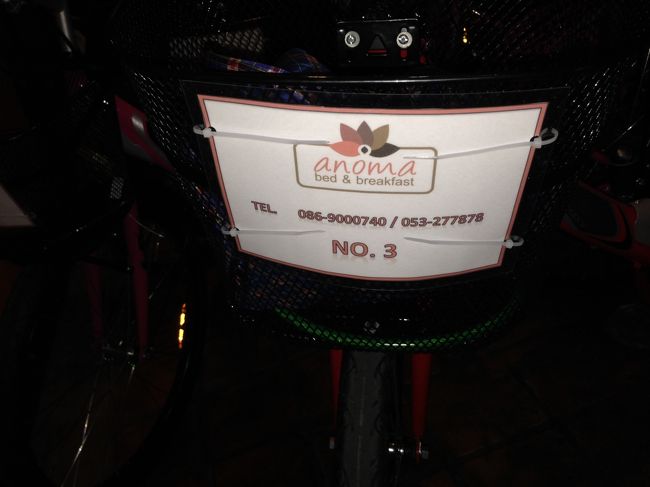 anoma
bed & breakfast
TEL. 086-9000740 / 053-277878
NO. 3